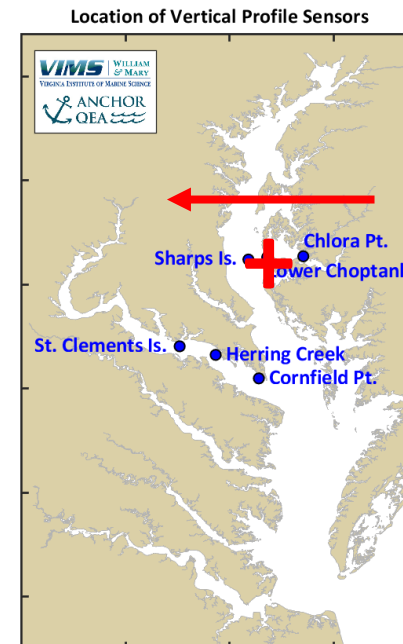 Location of Vertical Profile Sensors
VIMS WILLIAM & MARY
VIRGINIA INSTITUTE OF MARINE SCIENCE
ANCHOR
QEA
Chlora Pt.
Sharps Is.
Lower Choptank
St. Clements Is.
Herring Creek
Cornfield Pt.